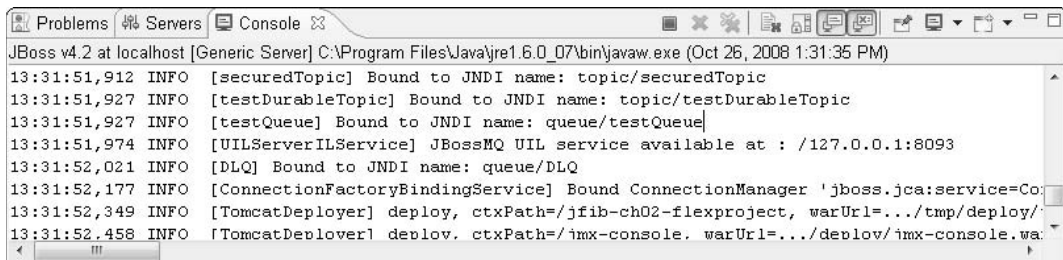 Problems Servers Console
JBoss v4.2 at localhost [Generic Server] C:\Program Files\Java\jre1.6.0_07\bin\javaw.exe (Oct 26, 2008 1:31:35 PM)
13:31:51,912 INFO [securedTopic] Bound to JNDI name: topic/securedTopic
13:31:51,927 INFO [testDurableTopic] Bound to JNDI name: topic/testDurableTopic
13:31:51,927 INFO [testQueue] Bound to JNDI name: queue/testQueue
13:31:51,974 INFO [UILServerILService] JBossMQ UIL service available at : /127.0.0.1:8093
13:31:52,021 INFO [DLQ] Bound to JNDI name: queue/DLQ
13:31:52,177 INFO [ConnectionFactoryBindingService] Bound ConnectionManager 'jboss.jca:service=Co
13:31:52,349 INFO [TomcatDeployer] deploy, ctxPath=/jfib-ch02-flexproject, warUrl=.../tmp/deploy/
13:31:52,458 INFO [TomcatDeployer] deploy, ctxPath=/jmx-console, warUrl=.../deploy/jmx-console.wa